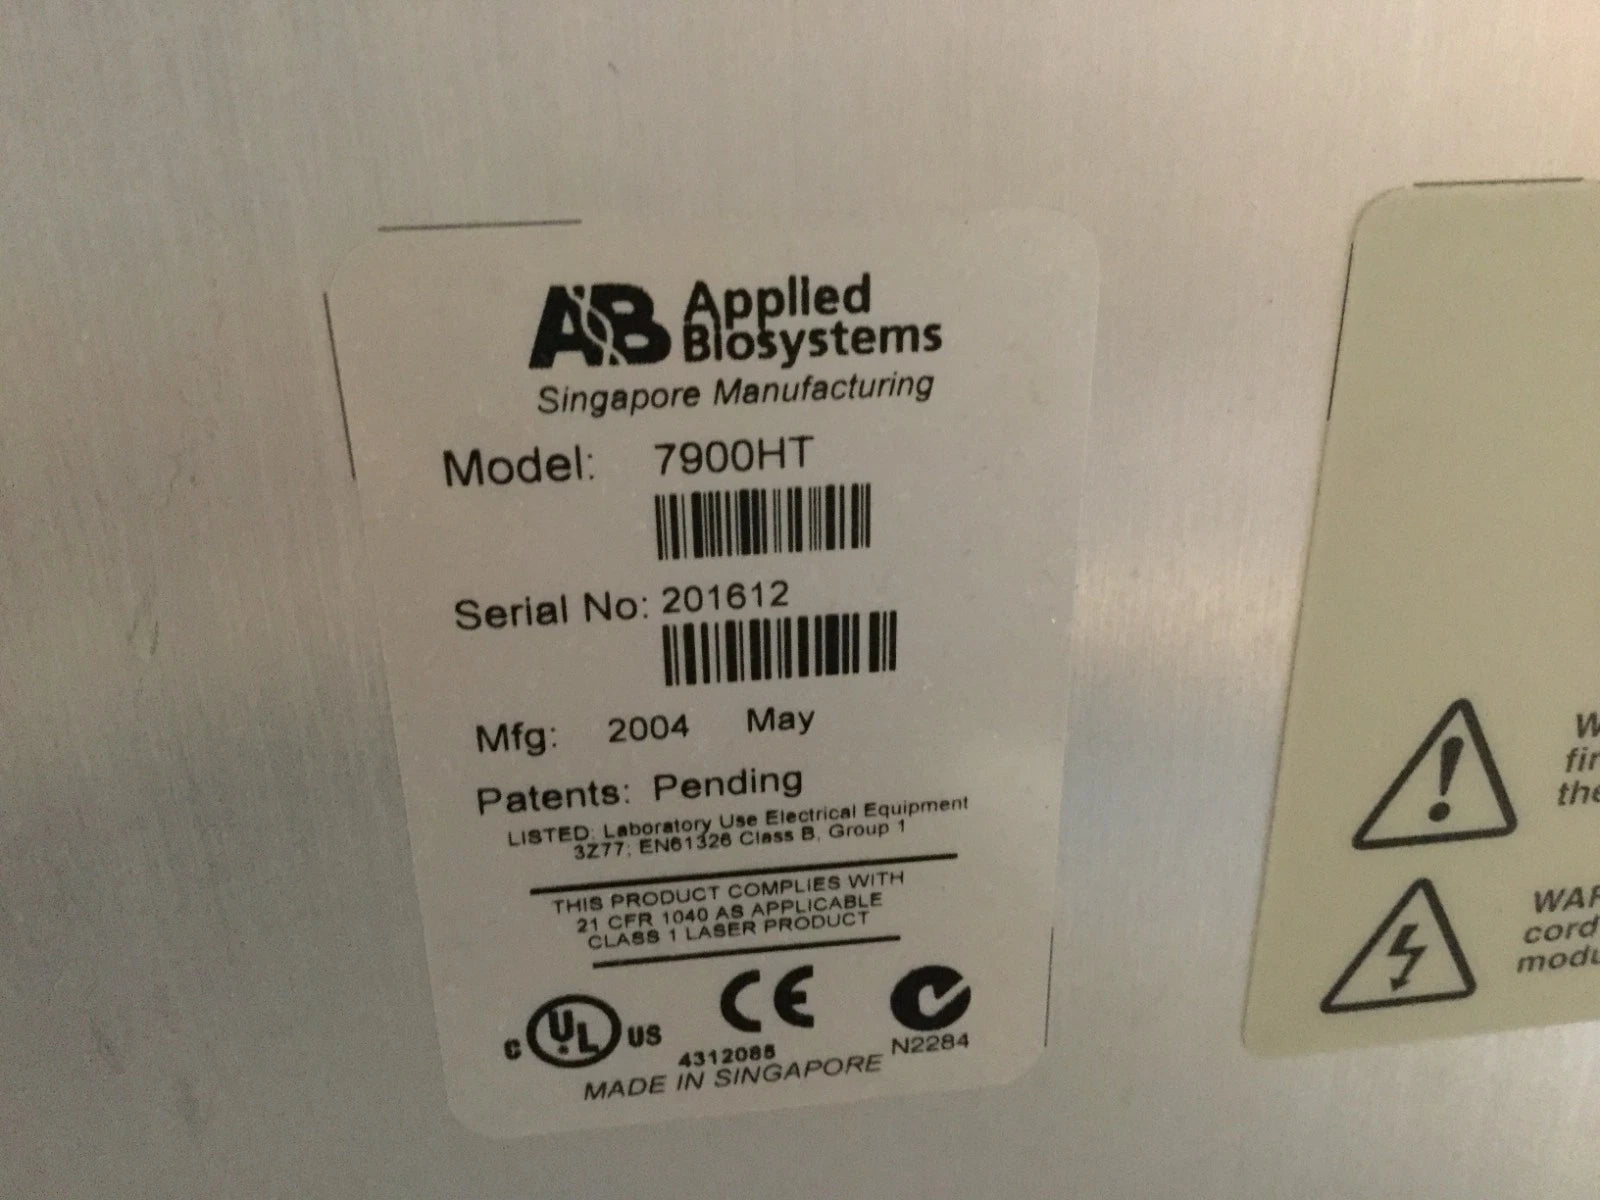 AB Applied
Biosystems
Singapore Manufacturing
Model: 7900HT
Serial No: 201612
Mfg: 2004 May
Patents: Pending
LISTED: Laboratory Use Electrical Equipment
3Z77; EN61326 Class B, Group 1
THIS PRODUCT COMPLIES WITH
21 CFR 1040 AS APPLICABLE
CLASS 1 LASER PRODUCT
C UL US CE
4312085 N2284
MADE IN SINGAPORE
cord